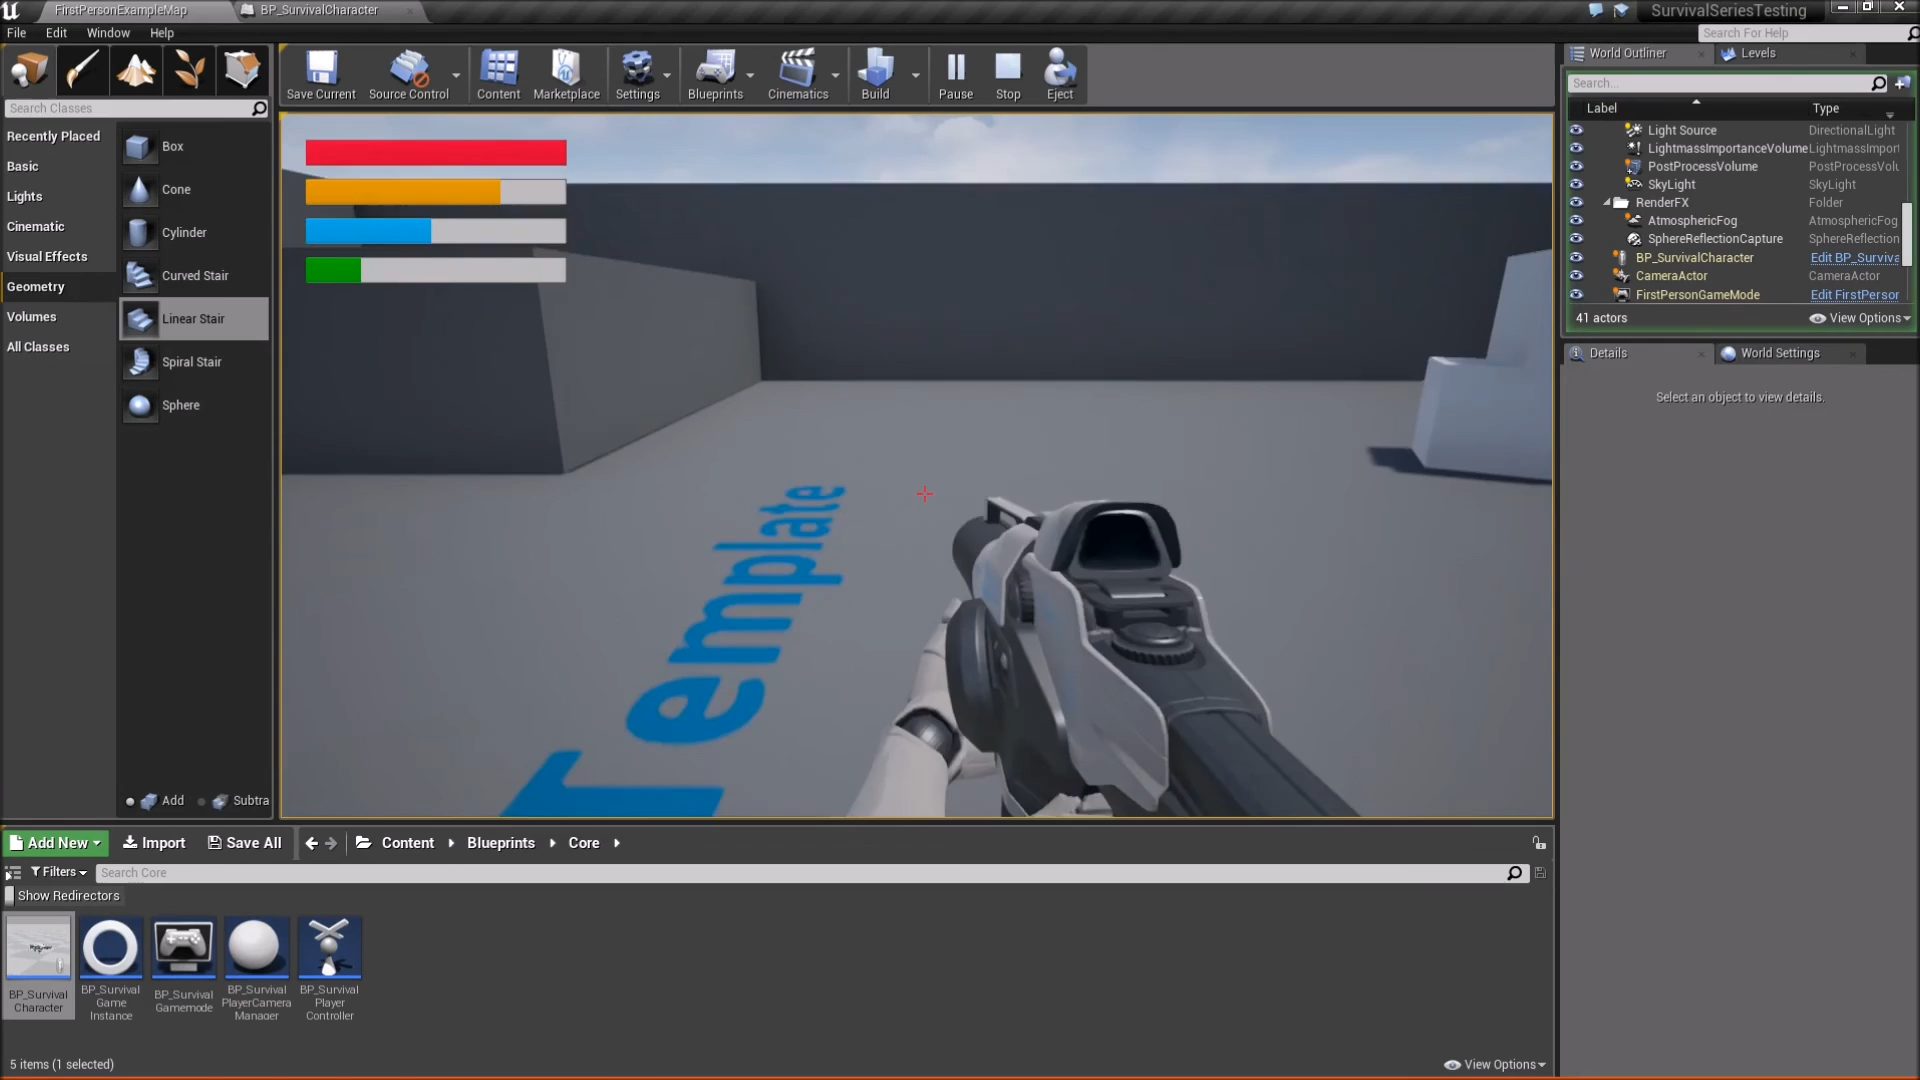 FirstPersonExampleMap
BP_SurvivalCharacter
SurvivalSeriesTesting
File Edit Window Help
Search For Help
Save Current
Source Control
Content
Marketplace
Settings
Blueprints
Cinematics
Build
Pause
Stop
Eject
World Outliner
Levels
Search Classes
Search...
Label
Type
Recently Placed
Basic
Lights
Cinematic
Visual Effects
Geometry
Volumes
All Classes
Box
Cone
Cylinder
Curved Stair
Linear Stair
Spiral Stair
Sphere
Add
Subtra
Template
Light Source DirectionalLight
LightmassImportanceVolume LightmassImport
PostProcessVolume PostProcessVolu
SkyLight SkyLight
RenderFX Folder
AtmosphericFog AtmosphericFog
SphereReflectionCapture SphereReflection
BP_SurvivalCharacter Edit BP_Surviva
CameraActor CameraActor
FirstPersonGameMode Edit FirstPerson
41 actors
View Options
Details
World Settings
Select an object to view details.
Add New
Import
Save All
Content
Blueprints
Core
Filters
Search Core
Show Redirectors
BP_Survival
Character
BP_Survival
Game
Instance
BP_Survival
Gamemode
BP_Survival
PlayerCamera
Manager
BP_Survival
Player
Controller
5 items (1 selected)
View Options